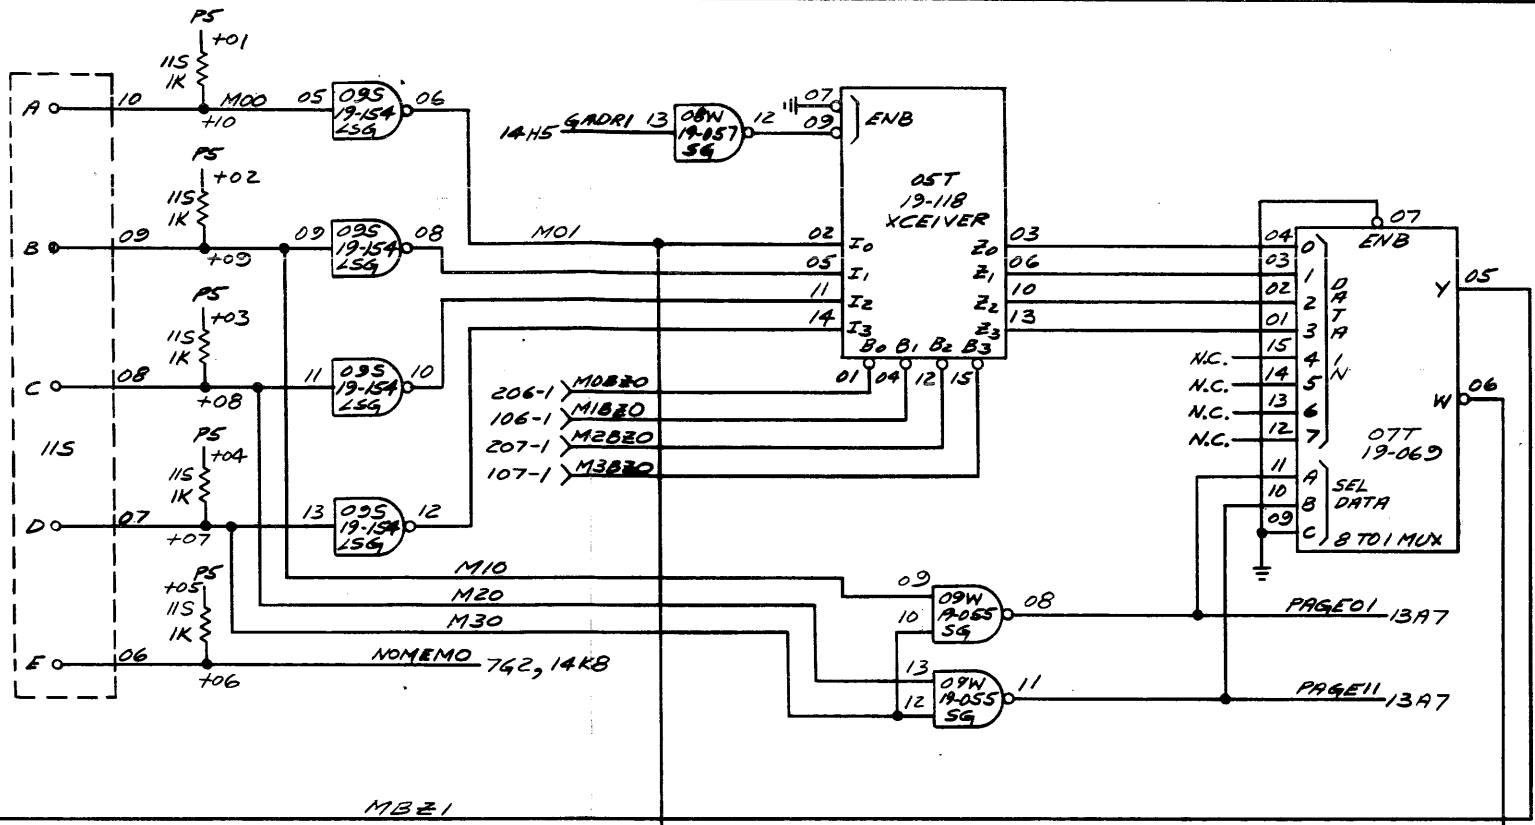 P5
+01
11S
1K
A
10
M00
+10
05
09S
19-154
LSG
06
P5
+02
11S
1K
B
09
+09
09
09S
19-154
LSG
08
M01
P5
+03
11S
1K
C
08
+08
11
09S
19-154
LSG
10
11S
P5
+04
11S
1K
D
07
+07
13
09S
19-154
LSG
12
P5
+05
11S
1K
E
06
+06
NOMEMO
7G2, 14K8
M10
M20
M30
14H5
GADR1
13
08W
19-057
SG
12
07
09
ENB
05T
19-118
XCEIVER
02
I0
Z0
03
05
I1
Z1
06
11
I2
Z2
10
14
I3
Z3
13
B0
B1
B2
B3
01
04
12
15
206-1
M0BZ0
106-1
M1BZ0
207-1
M2BZ0
107-1
M3BZ0
09
10
09W
19-055
SG
08
PAGE01
13A7
13
12
09W
19-055
SG
11
PAGE11
13A7
07
ENB
04
0
03
1
02
2
01
3
N.C.
15
4
N.C.
14
5
N.C.
13
6
N.C.
12
7
DATA IN
Y
05
W
06
07T
19-069
11
A
10
B
09
C
SEL
DATA
8 TO 1 MUX
MBZ1